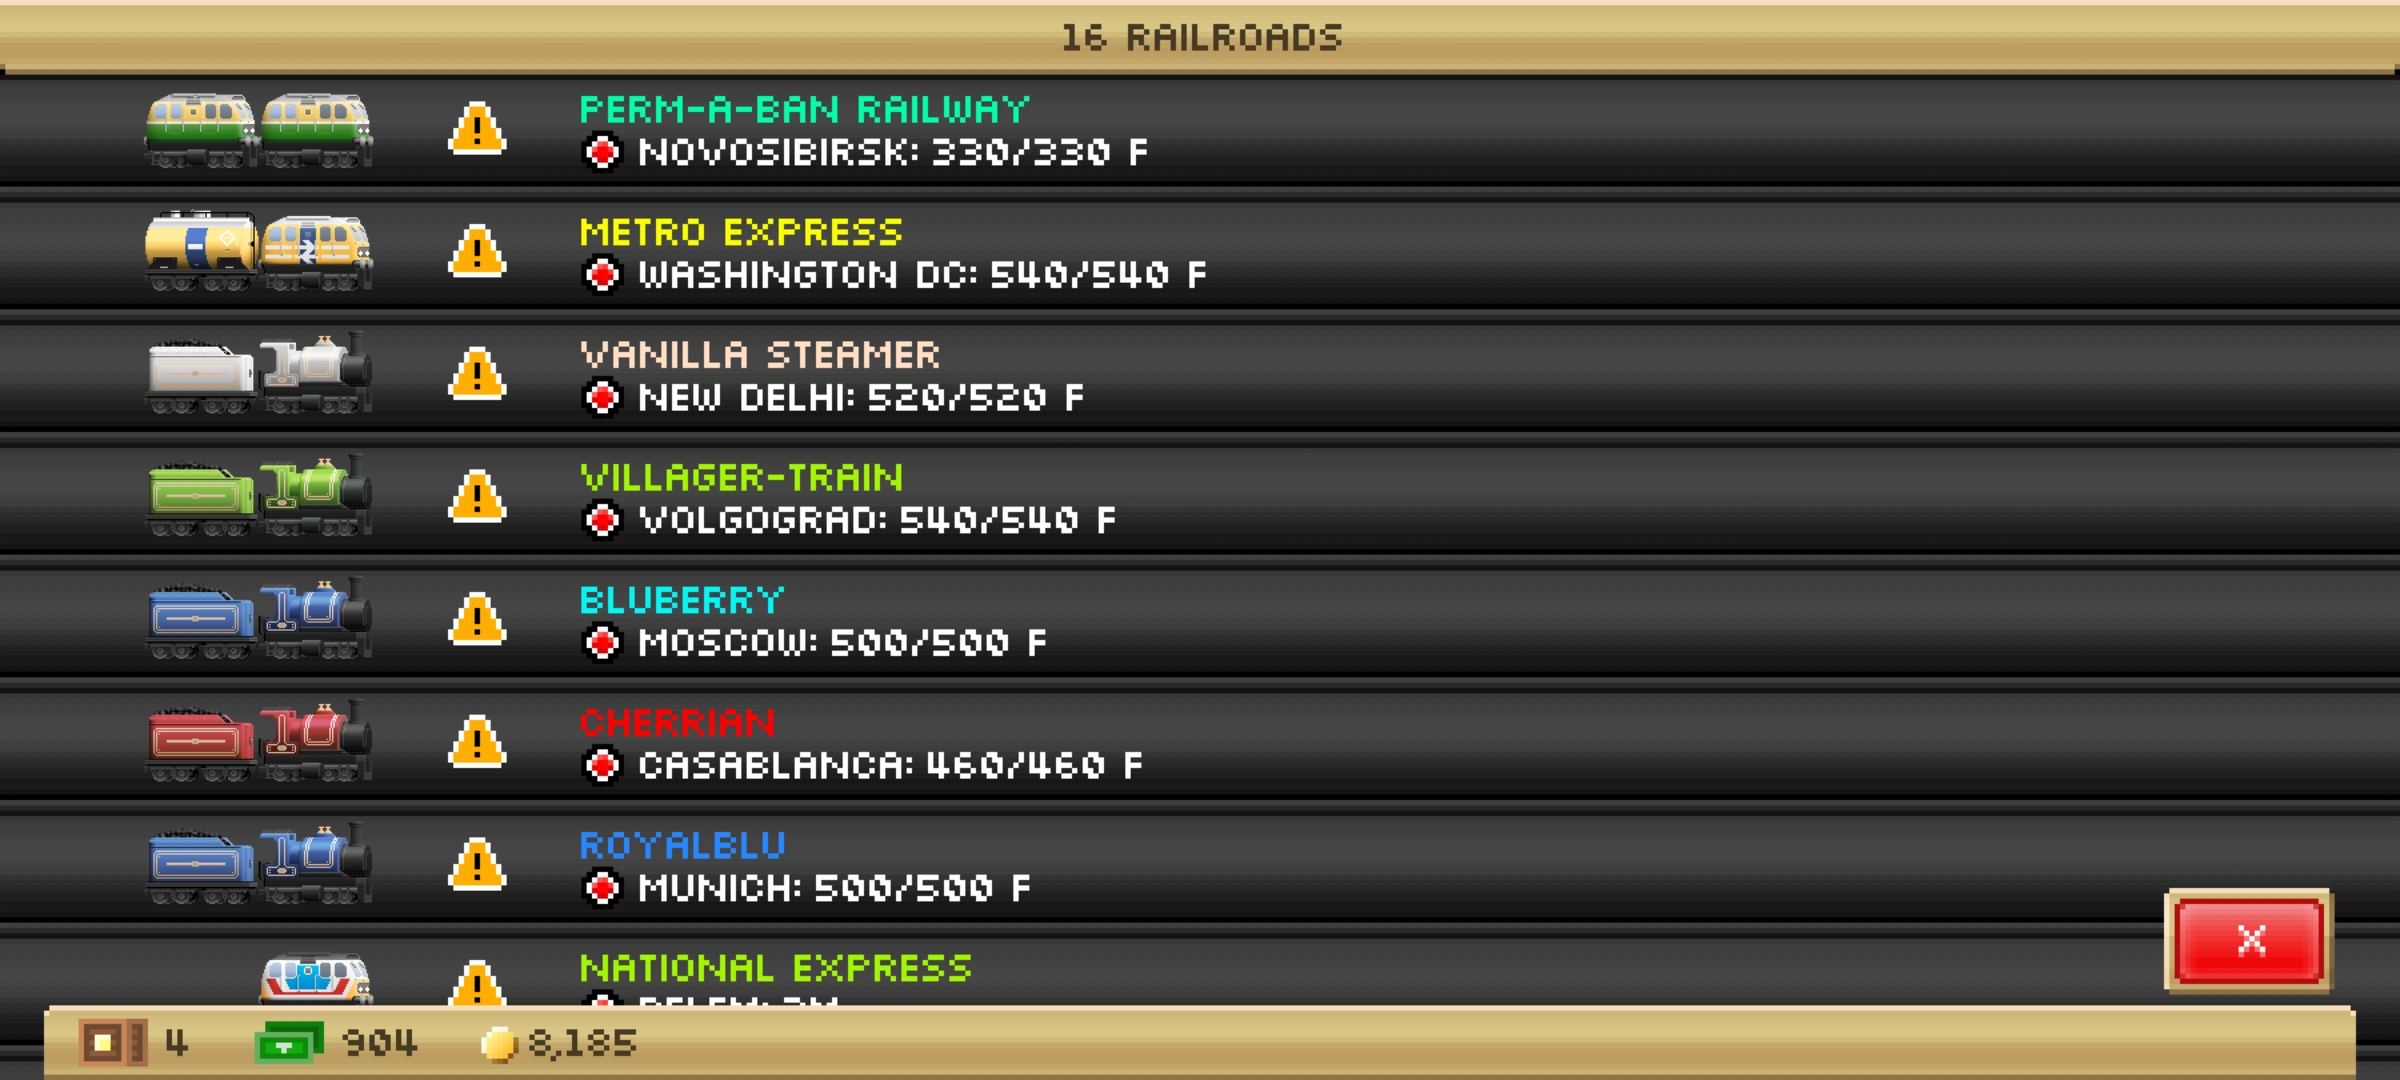 16 RAILROADS
PERM-A-BAN RAILWAY
NOVOSIBIRSK: 330/330 F
METRO EXPRESS
WASHINGTON DC: 540/540 F
VANILLA STEAMER
NEW DELHI: 520/520 F
VILLAGER-TRAIN
VOLGOGRAD: 540/540 F
BLUBERRY
MOSCOW: 500/500 F
CHERRIAN
CASABLANCA: 460/460 F
ROYALBLU
MUNICH: 500/500 F
X
NATIONAL EXPRESS
4 904 8,185